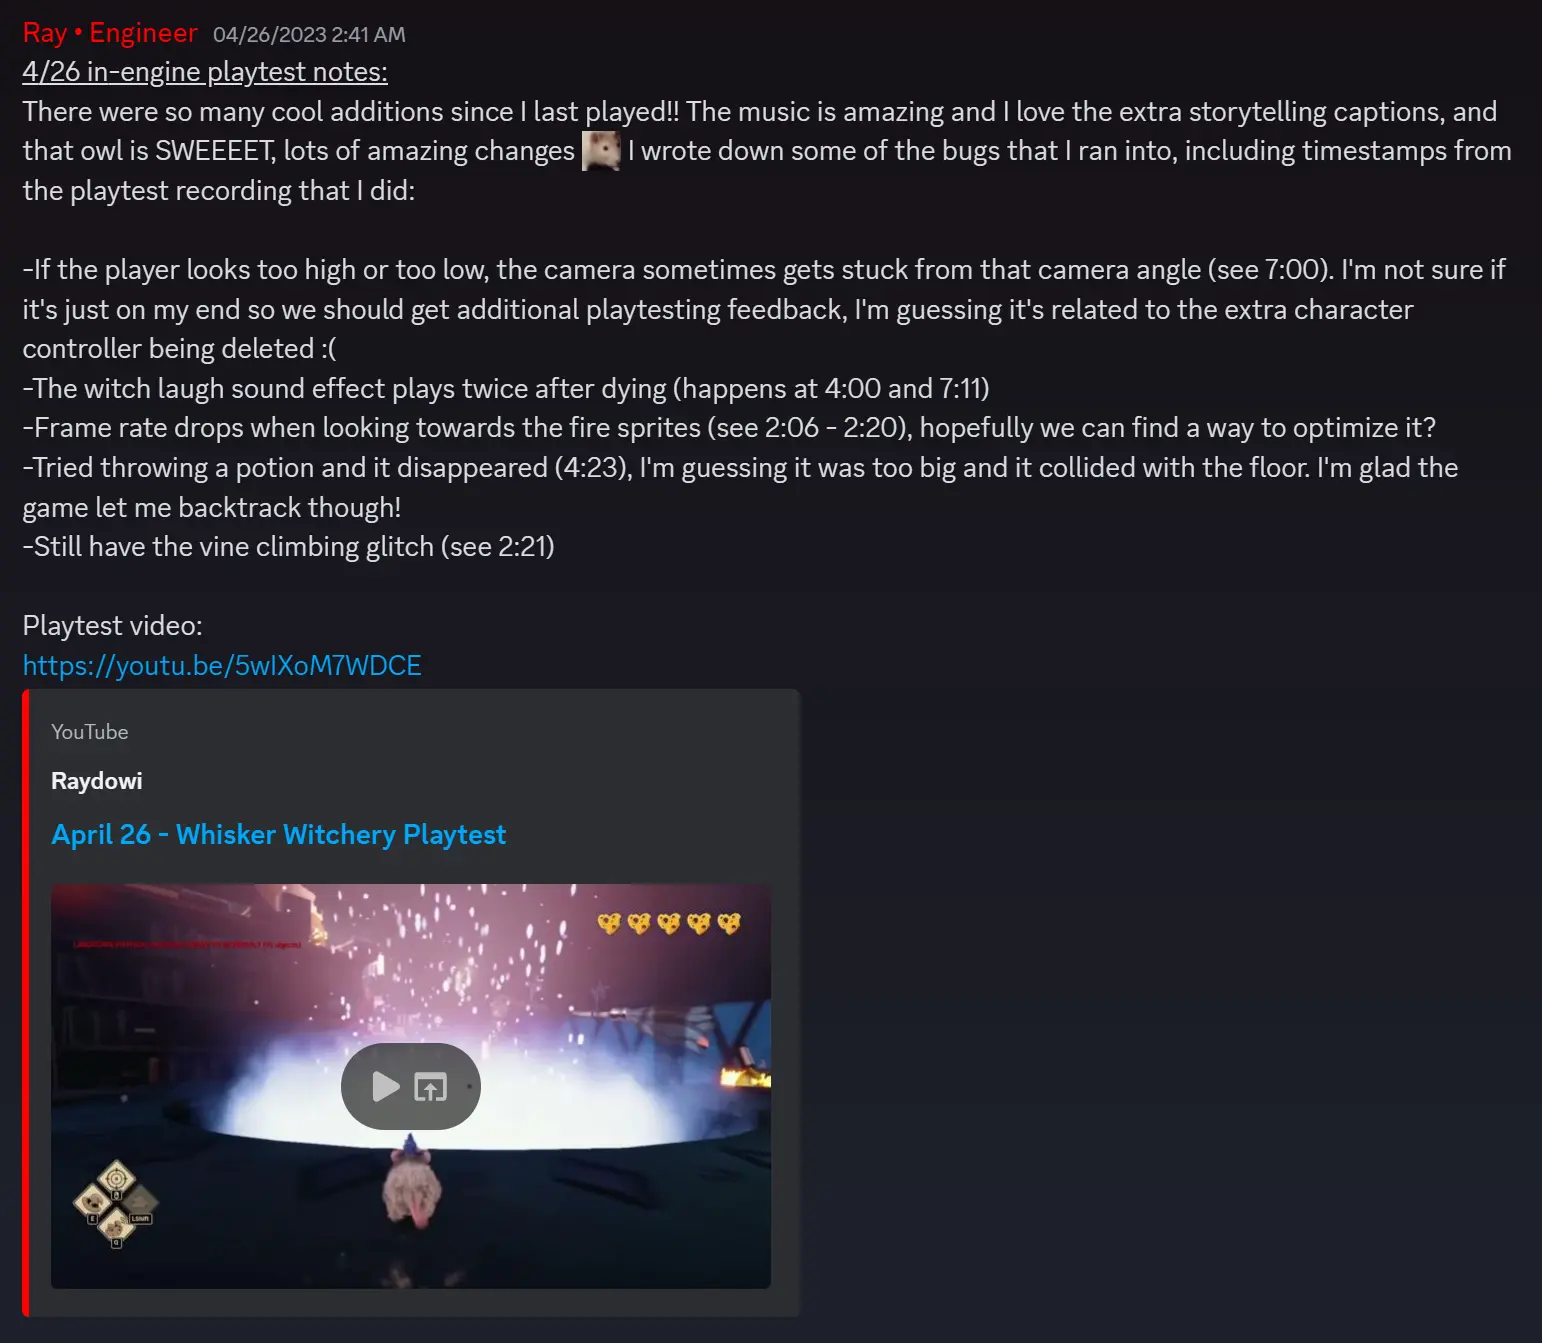 Ray • Engineer 04/26/2023 2:41 AM
4/26 in-engine playtest notes:
There were so many cool additions since I last played!! The music is amazing and I love the extra storytelling captions, and
that owl is SWEEEET, lots of amazing changes I wrote down some of the bugs that I ran into, including timestamps from
the playtest recording that I did:
-If the player looks too high or too low, the camera sometimes gets stuck from that camera angle (see 7:00). I'm not sure if
it's just on my end so we should get additional playtesting feedback, I'm guessing it's related to the extra character
controller being deleted :(
-The witch laugh sound effect plays twice after dying (happens at 4:00 and 7:11)
-Frame rate drops when looking towards the fire sprites (see 2:06 - 2:20), hopefully we can find a way to optimize it?
-Tried throwing a potion and it disappeared (4:23), I'm guessing it was too big and it collided with the floor. I'm glad the
game let me backtrack though!
-Still have the vine climbing glitch (see 2:21)
Playtest video:
https://youtu.be/5wIXoM7WDCE
YouTube
Raydowi
April 26 - Whisker Witchery Playtest
E
Q